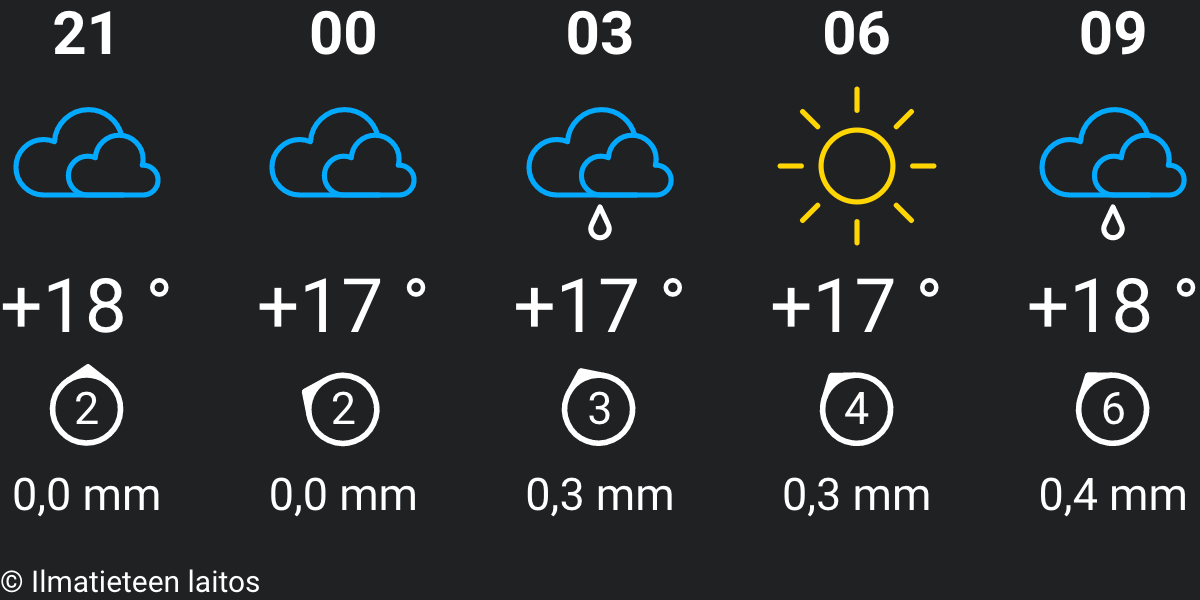 21 00 03 06 09
+18 ° +17 ° +17 ° +17 ° +18 °
2 2 3 4 6
0,0 mm 0,0 mm 0,3 mm 0,3 mm 0,4 mm
© Ilmatieteen laitos